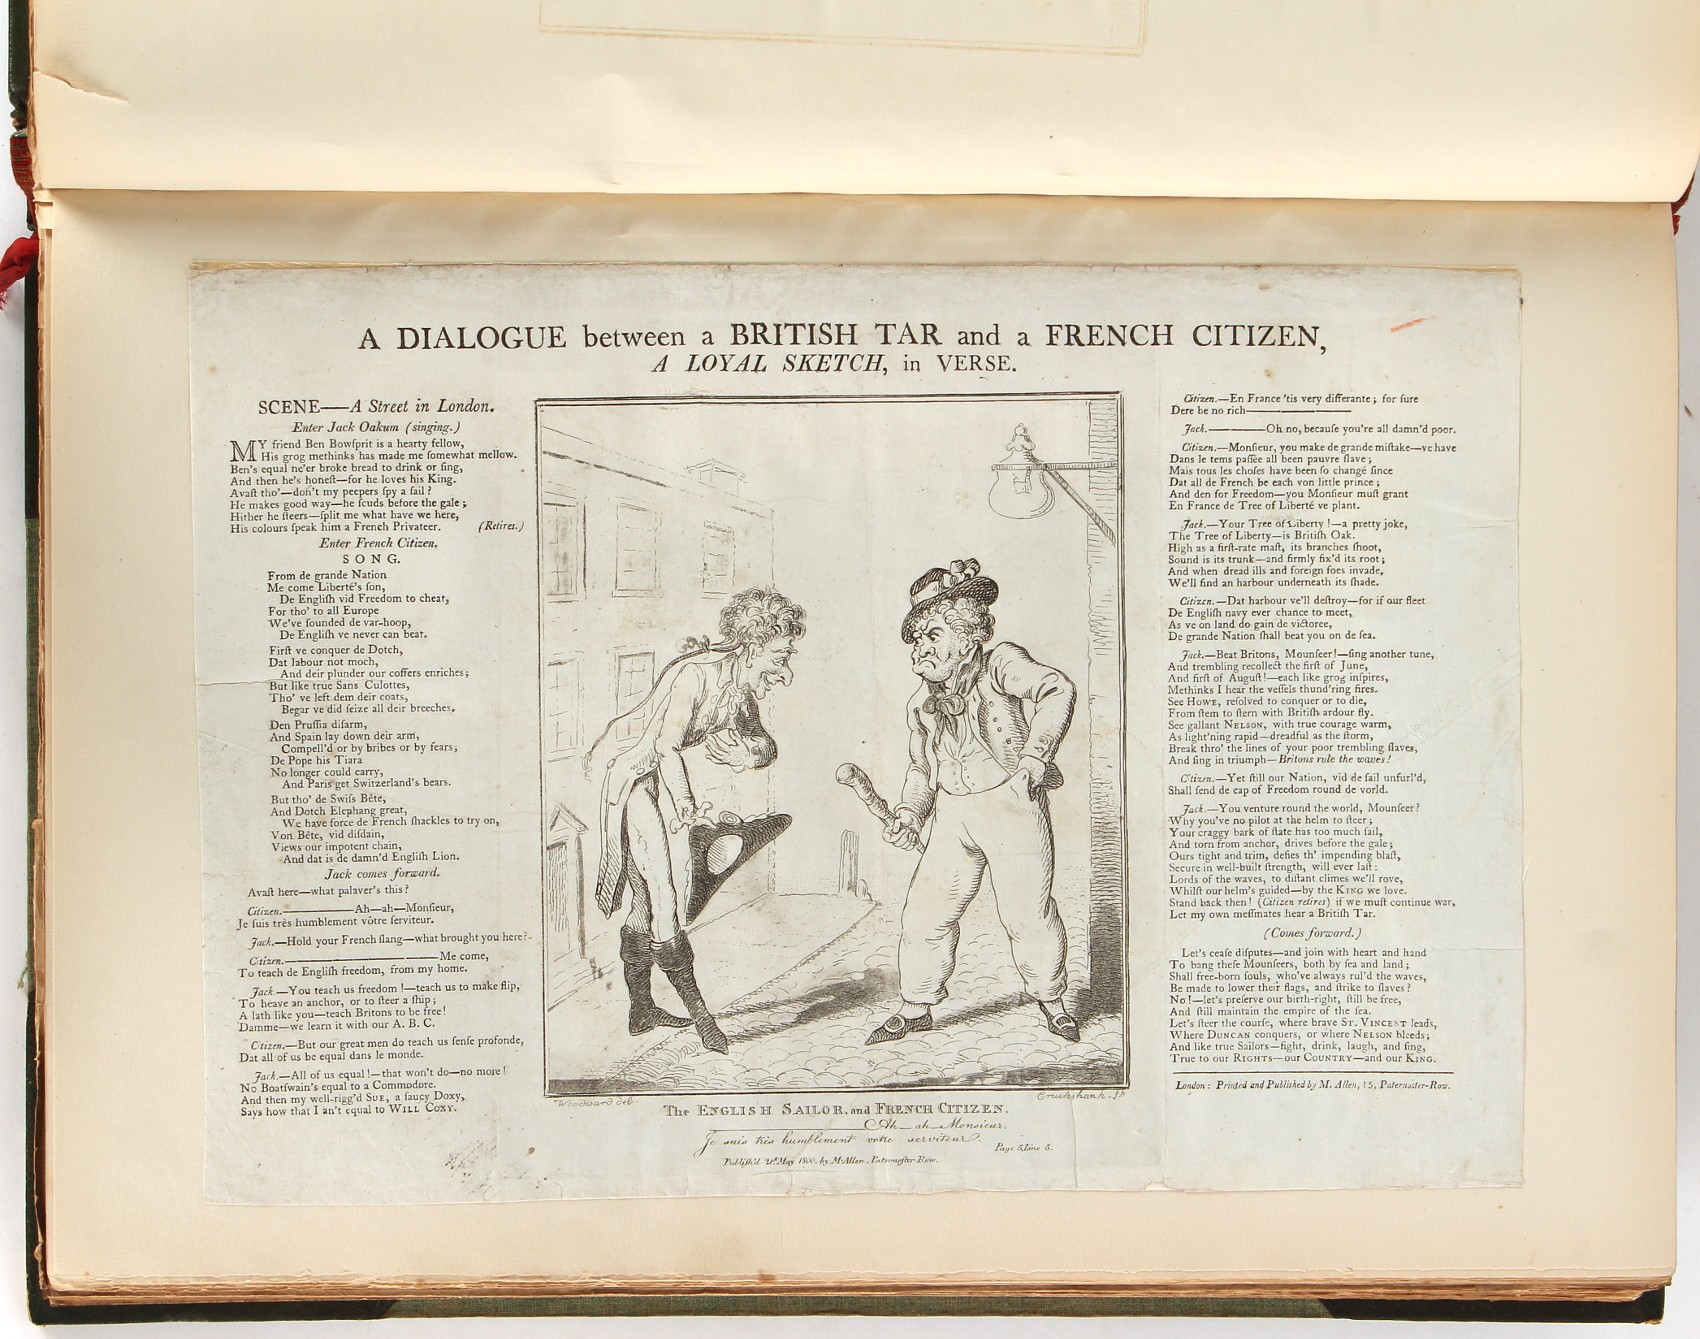 A DIALOGUE between a BRITISH TAR and a FRENCH CITIZEN,
A LOYAL SKETCH, in VERSE.
SCENE——A Street in London.
Enter Jack Oakum (singing.)
MY friend Ben Bowſprit is a hearty fellow,
His grog methinks has made me ſomewhat mellow.
Ben's equal ne'er broke bread to drink or ſing,
And then he's honeſt—for he loves his King.
Avaſt tho'—don't my peepers ſpy a ſail?
He makes good way—he ſcuds before the gale;
Hither he ſteers—ſplit me what have we here,
His colours ſpeak him a French Privateer. (Retires.)
Enter French Citizen.
SONG.
From de grande Nation
Me come Liberté's ſon,
De Engliſh vid Freedom to cheat,
For tho' to all Europe
We've ſounded de var-hoop,
De Engliſh ve never can beat.
Firſt ve conquer de Dotch,
Dat labour not moch,
And deir plunder our coffers enriches;
But like true Sans Culottes,
Tho' ve left dem deir coats,
Begar ve did ſeize all deir breeches.
Den Pruſſia diſarm,
And Spain lay down deir arm,
Compell'd or by bribes or by fears;
De Pope his Tiara
No longer could carry,
And Paris get Switzerland's bears.
But tho' de Swiſs Bête,
And Dotch Elephang great,
We have force de French ſhackles to try on,
Von Bête, vid diſdain,
Views our impotent chain,
And dat is de damn'd Engliſh Lion.
Jack comes forward.
Avaſt here—what palaver's this?
Citizen.————Ah—ah—Monſieur,
Je ſuis très humblement vôtre ſerviteur.
Jack.—Hold your French ſlang—what brought you here?
Citizen.————————Me come,
To teach de Engliſh freedom, from my home.
Jack.—You teach us freedom!—teach us to make flip,
To heave an anchor, or to ſteer a ſhip;
A lath like you—teach Britons to be free!
Damme—we learn it with our A. B. C.
Citizen.—But our great men do teach us ſenſe profonde,
Dat all of us be equal dans le monde.
Jack.—All of us equal!—that won't do—no more!
No Boatſwain's equal to a Commodore.
And then my well-rigg'd SUE, a ſaucy Doxy,
Says how that I an't equal to WILL COXY.
Woodward del
Cruikshank sp
The ENGLISH SAILOR, and FRENCH CITIZEN.
————Ah—ah—Monsieur,
Je suis très humblement votre serviteur.
Page 5, Line 6.
Publish'd 21st May 1800, by M. Allen, Paternoster Row.
Citizen.—En France 'tis very differante; for ſure
Dere be no rich————
Jack.————Oh no, becauſe you're all damn'd poor.
Citizen.—Monſieur, you make de grande miſtake—ve have
Dans le tems paſsée all been pauvre ſlave;
Mais tous les choſes have been ſo changé ſince
Dat all de French be each von little prince;
And den for Freedom—you Monſieur muſt grant
En France de Tree of Liberté ve plant.
Jack.—Your Tree of Liberty!—a pretty joke,
The Tree of Liberty—is Britiſh Oak.
High as a firſt-rate maſt, its branches ſhoot,
Sound is its trunk—and firmly fix'd its root;
And when dread ills and foreign foes invade,
We'll find an harbour underneath its ſhade.
Citizen.—Dat harbour ve'll deſtroy—for if our fleet
De Engliſh navy ever chance to meet,
As ve on land do gain de victoree,
De grande Nation ſhall beat you on de ſea.
Jack.—Beat Britons, Mounſeer!—ſing another tune,
And trembling recollect the firſt of June,
And firſt of Auguſt!—each like grog inſpires,
Methinks I hear the veſſels thund'ring fires.
See HOWE, reſolved to conquer or to die,
From ſtem to ſtern with Britiſh ardour fly.
See gallant NELSON, with true courage warm,
As light'ning rapid—dreadful as the ſtorm,
Break thro' the lines of your poor trembling ſlaves,
And ſing in triumph—Britons rule the waves!
Citizen.—Yet ſtill our Nation, vid de ſail unfurl'd,
Shall ſend de cap of Freedom round de vorld.
Jack.—You venture round the world, Mounſeer?
Why you've no pilot at the helm to ſteer;
Your craggy bark of ſtate has too much ſail,
And torn from anchor, drives before the gale;
Ours tight and trim, defies th' impending blaſt,
Secure in well-built ſtrength, will ever laſt:
Lords of the waves, to diſtant climes we'll rove,
Whilſt our helm's guided—by the KING we love.
Stand back then! (Citizen retires) if we muſt continue war,
Let my own meſſmates hear a Britiſh Tar.
(Comes forward.)
Let's ceaſe diſputes—and join with heart and hand
To bang theſe Mounſeers, both by ſea and land;
Shall free-born ſouls, who've always rul'd the waves,
Be made to lower their flags, and ſtrike to ſlaves?
No!—let's preſerve our birth-right, ſtill be free,
And ſtill maintain the empire of the ſea.
Let's ſteer the courſe, where brave ST. VINCENT leads,
Where DUNCAN conquers, or where NELSON bleeds;
And like true Sailors—fight, drink, laugh, and ſing,
True to our RIGHTS—our COUNTRY—and our KING.
London: Printed and Published by M. Allen, 15, Paternoster-Row.